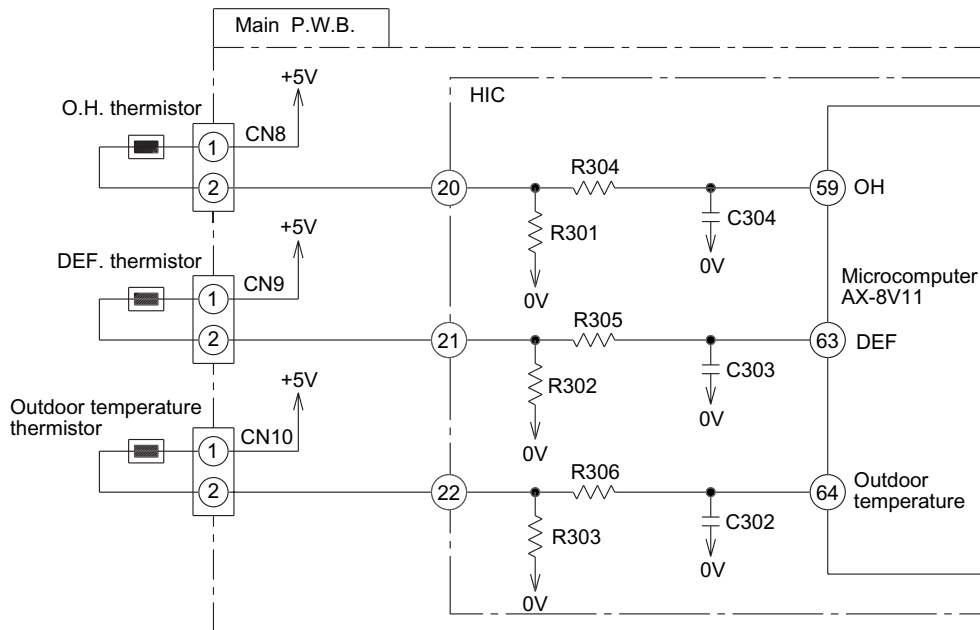 Main P.W.B.
+5V
HIC
O.H. thermistor
CN8
1
2
20
R304
59
OH
R301
C304
0V
0V
+5V
DEF. thermistor
CN9
1
2
21
R305
Microcomputer
AX-8V11
63
DEF
R302
C303
0V
0V
+5V
Outdoor temperature
thermistor
CN10
1
2
22
R306
64
Outdoor
temperature
R303
C302
0V
0V